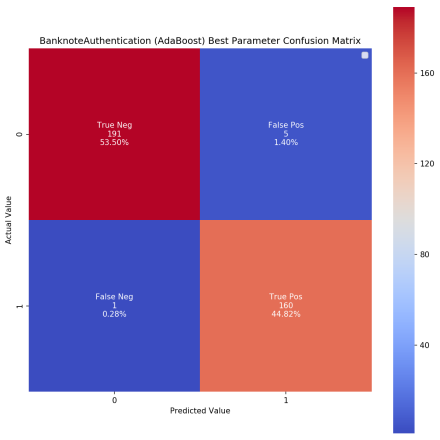 BanknoteAuthentication (AdaBoost) Best Parameter Confusion Matrix
True Neg
191
53.50%
False Pos
5
1.40%
False Neg
1
0.28%
True Pos
160
44.82%
0
1
Actual Value
0
1
Predicted Value
160
120
80
40